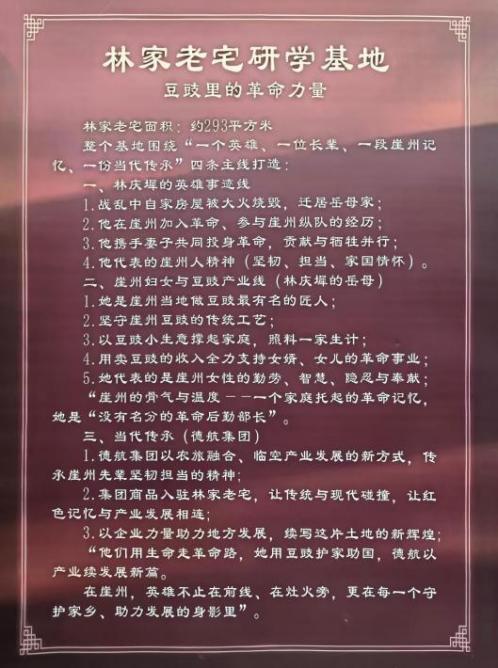 林家老宅研学基地
豆豉里的革命力量
林家老宅面积：约293平方米
整个基地围绕“一个英雄、一位长辈、一段崖州记
忆、一份当代传承”四条主线打造：
一、林庆墀的英雄事迹线
1.战乱中自家房屋被大火烧毁，迁居岳母家；
2.他在崖州加入革命、参与崖州纵队的经历；
3.他携手妻子共同投身革命，贡献与牺牲并行；
4.他代表的崖州人精神（坚韧、担当、家国情怀）。
二、崖州妇女与豆豉产业线（林庆墀的岳母）
1.她是崖州当地做豆豉最有名的匠人；
2.坚守崖州豆豉的传统工艺；
3.以豆豉小生意撑起家庭，照料一家生计；
4.用卖豆豉的收入全力支持女婿、女儿的革命事业；
5.她代表的是崖州女性的勤劳、智慧、隐忍与奉献；
“崖州的骨气与温度——一个家庭托起的革命记忆，
她是“没有名分的革命后勤部长”。
三、当代传承（德航集团）
1.德航集团以农旅融合、临空产业发展的新方式，传
承崖州先辈坚韧担当的精神；
2.集团商品入驻林家老宅，让传统与现代碰撞，让红
色记忆与产业发展相连；
3.以企业力量助力地方发展，续写这片土地的新辉煌；
“他们用生命走革命路，她用豆豉护家助国，德航以
产业续发展新篇。
在崖州，英雄不止在前线、在灶火旁，更在每一个守
护家乡、助力发展的身影里”。